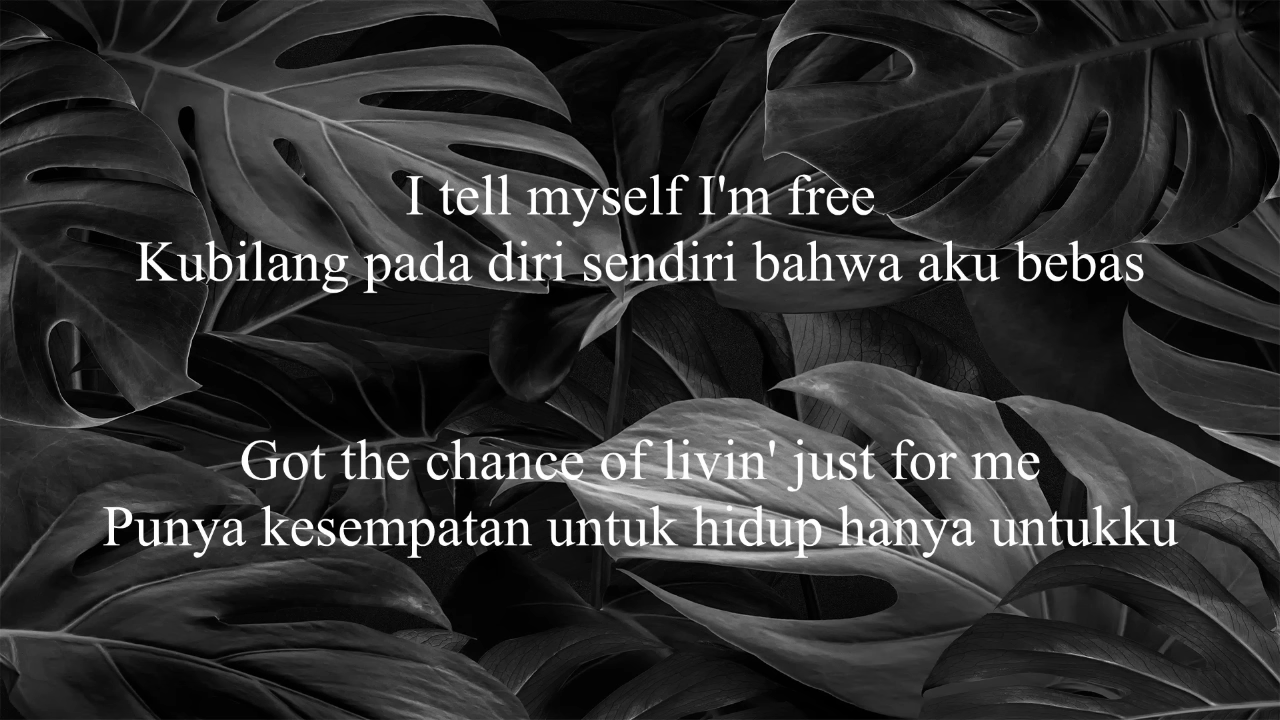 I tell myself I'm free
Kubilang pada diri sendiri bahwa aku bebas
Got the chance of livin' just for me
Punya kesempatan untuk hidup hanya untukku